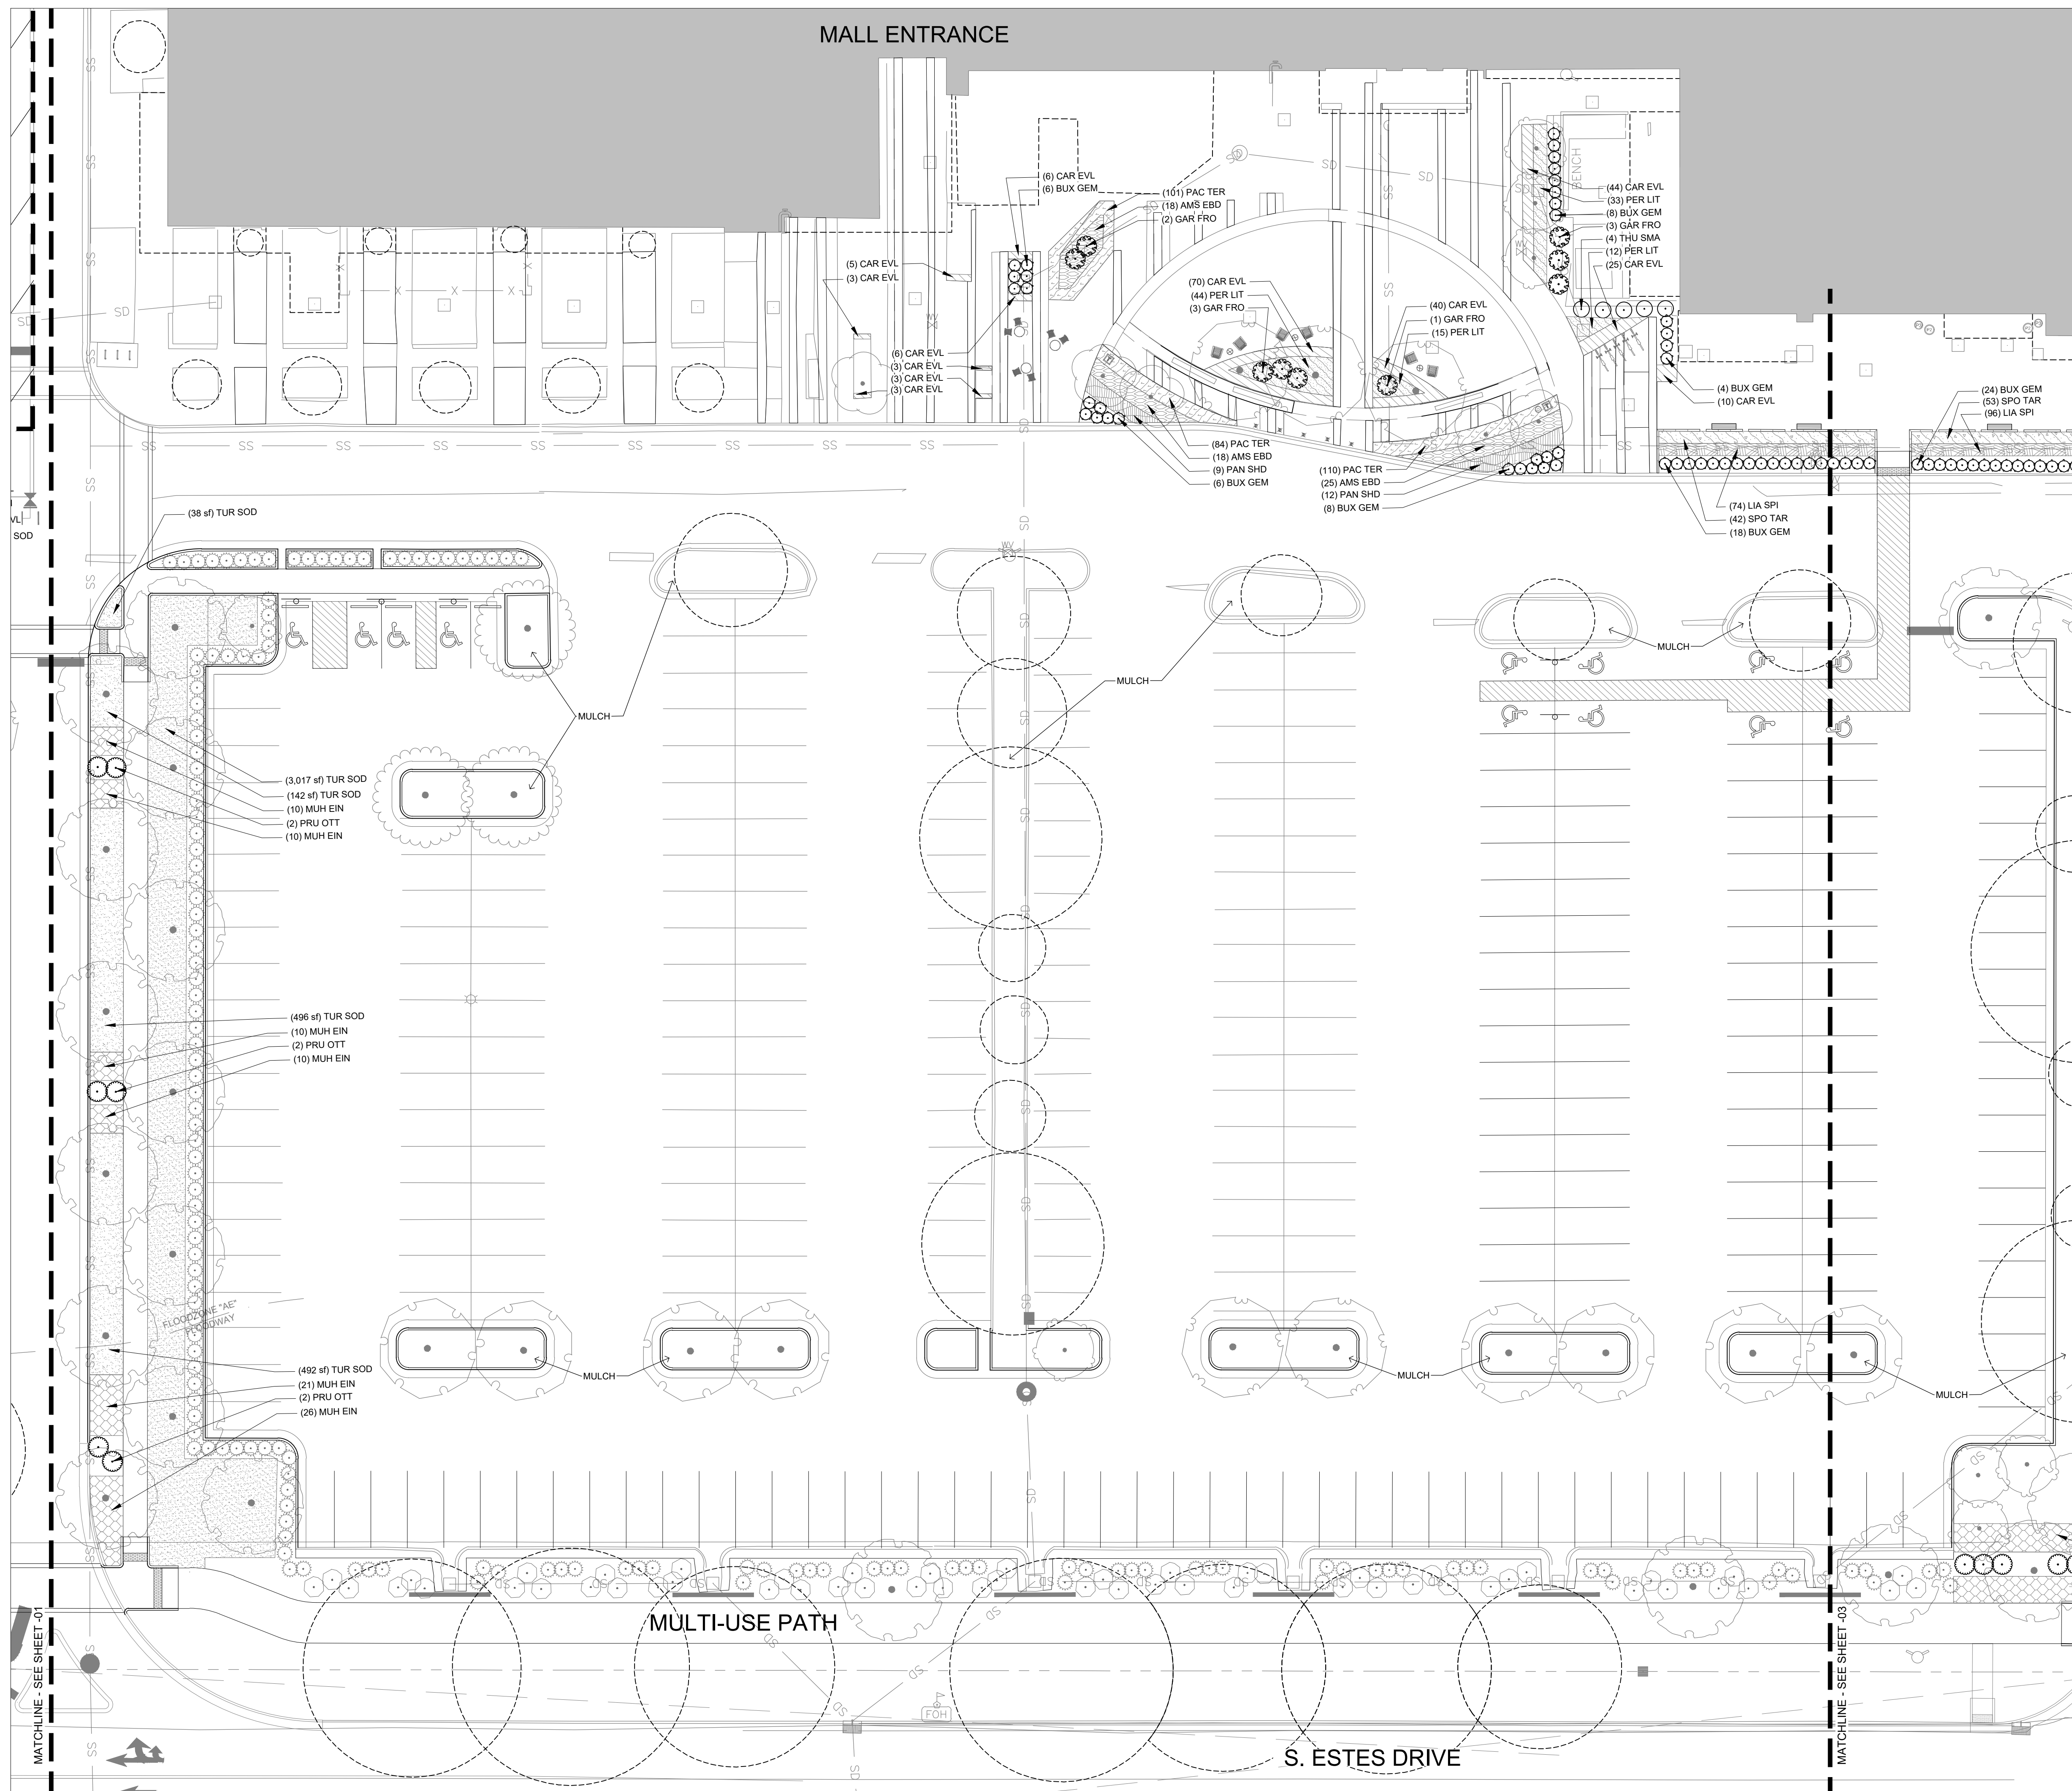 MALL ENTRANCE
(6) CAR EVL
(6) BUX GEM
(101) PAC TER
(18) AMS EBD
(2) GAR FRO
(5) CAR EVL
(3) CAR EVL
(6) CAR EVL
(3) CAR EVL
(3) CAR EVL
(3) CAR EVL
(70) CAR EVL
(44) PER LIT
(3) GAR FRO
(40) CAR EVL
(1) GAR FRO
(15) PER LIT
BENCH
(44) CAR EVL
(33) PER LIT
(8) BUX GEM
(3) GAR FRO
(4) THU SMA
(12) PER LIT
(25) CAR EVL
(4) BUX GEM
(10) CAR EVL
(24) BUX GEM
(53) SPO TAR
(96) LIA SPI
(84) PAC TER
(18) AMS EBD
(9) PAN SHD
(6) BUX GEM
(110) PAC TER
(25) AMS EBD
(12) PAN SHD
(8) BUX GEM
(74) LIA SPI
(42) SPO TAR
(18) BUX GEM
VL
SOD
(38 sf) TUR SOD
MULCH
MULCH
MULCH
(3,017 sf) TUR SOD
(142 sf) TUR SOD
(10) MUH EIN
(2) PRU OTT
(10) MUH EIN
(496 sf) TUR SOD
(10) MUH EIN
(2) PRU OTT
(10) MUH EIN
FLOODZONE "AE"
FLOODWAY
(492 sf) TUR SOD
(21) MUH EIN
(2) PRU OTT
(26) MUH EIN
MULCH
MULCH
MULCH
MULTI-USE PATH
S. ESTES DRIVE
FOH
MATCHLINE - SEE SHEET -01
MATCHLINE - SEE SHEET -03